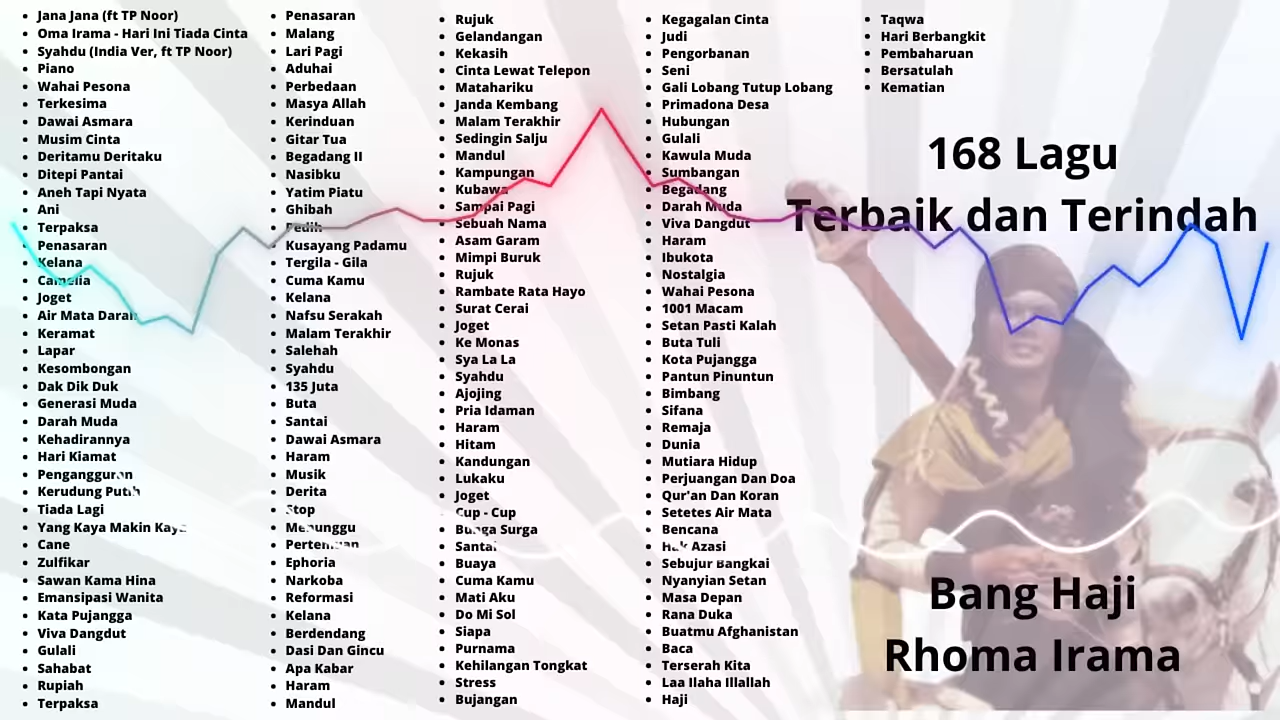 Jana Jana (ft TP Noor)
Oma Irama - Hari Ini Tiada Cinta
Syahdu (India Ver, ft TP Noor)
Piano
Wahai Pesona
Terkesima
Dawai Asmara
Musim Cinta
Deritamu Deritaku
Ditepi Pantai
Aneh Tapi Nyata
Ani
Terpaksa
Penasaran
Kelana
Camelia
Joget
Air Mata Darah
Keramat
Lapar
Kesombongan
Dak Dik Duk
Generasi Muda
Darah Muda
Kehadirannya
Hari Kiamat
Pengangguran
Kerudung Putih
Tiada Lagi
Yang Kaya Makin Kaya
Cane
Zulfikar
Sawan Kama Hina
Emansipasi Wanita
Kata Pujangga
Viva Dangdut
Gulali
Sahabat
Rupiah
Terpaksa
Penasaran
Malang
Lari Pagi
Aduhai
Perbedaan
Masya Allah
Kerinduan
Gitar Tua
Begadang II
Nasibku
Yatim Piatu
Ghibah
Pedih
Kusayang Padamu
Tergila - Gila
Cuma Kamu
Kelana
Nafsu Serakah
Malam Terakhir
Salehah
Syahdu
135 Juta
Buta
Santai
Dawai Asmara
Haram
Musik
Derita
Stop
Menunggu
Pertemuan
Ephoria
Narkoba
Reformasi
Kelana
Berdendang
Dasi Dan Gincu
Apa Kabar
Haram
Mandul
Rujuk
Gelandangan
Kekasih
Cinta Lewat Telepon
Matahariku
Janda Kembang
Malam Terakhir
Sedingin Salju
Mandul
Kampungan
Kubawa
Sampai Pagi
Sebuah Nama
Asam Garam
Mimpi Buruk
Rujuk
Rambate Rata Hayo
Surat Cerai
Joget
Ke Monas
Sya La La
Syahdu
Ajojing
Pria Idaman
Haram
Hitam
Kandungan
Lukaku
Joget
Cup - Cup
Bunga Surga
Santai
Buaya
Cuma Kamu
Mati Aku
Do Mi Sol
Siapa
Purnama
Kehilangan Tongkat
Stress
Bujangan
Kegagalan Cinta
Judi
Pengorbanan
Seni
Gali Lobang Tutup Lobang
Primadona Desa
Hubungan
Gulali
Kawula Muda
Sumbangan
Begadang
Darah Muda
Viva Dangdut
Haram
Ibukota
Nostalgia
Wahai Pesona
1001 Macam
Setan Pasti Kalah
Buta Tuli
Kota Pujangga
Pantun Pinuntun
Bimbang
Sifana
Remaja
Dunia
Mutiara Hidup
Perjuangan Dan Doa
Qur'an Dan Koran
Setetes Air Mata
Bencana
Hak Azasi
Sebujur Bangkai
Nyanyian Setan
Masa Depan
Rana Duka
Buatmu Afghanistan
Baca
Terserah Kita
Laa Ilaha Illallah
Haji
Taqwa
Hari Berbangkit
Pembaharuan
Bersatulah
Kematian
168 Lagu
Terbaik dan Terindah
Bang Haji
Rhoma Irama